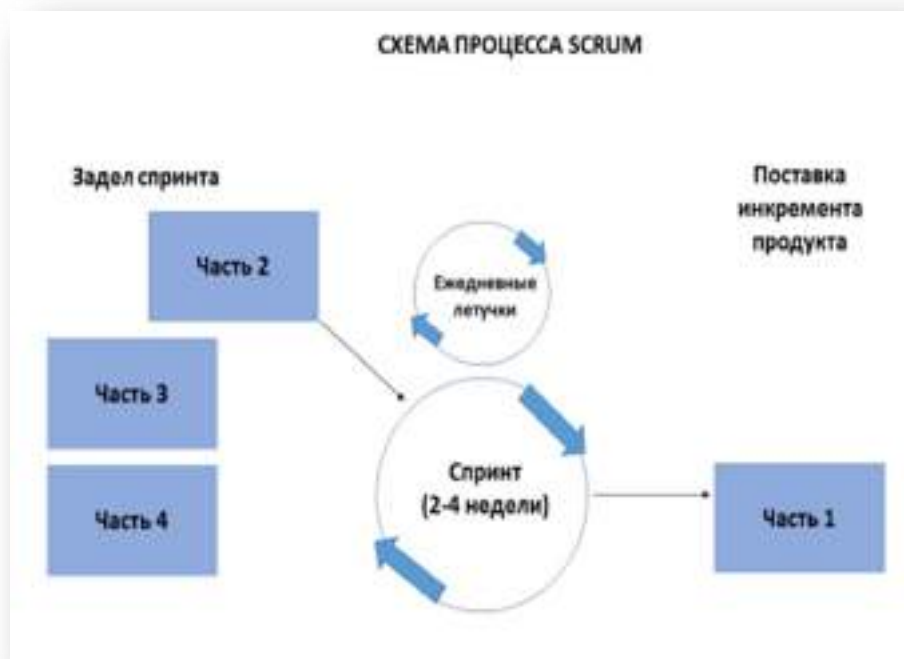 СХЕМА ПРОЦЕССА SCRUM
Задел спринта
Часть 2
Часть 3
Часть 4
Ежедневные
летучки
Спринт
(2-4 недели)
Поставка
инкремента
продукта
Часть 1